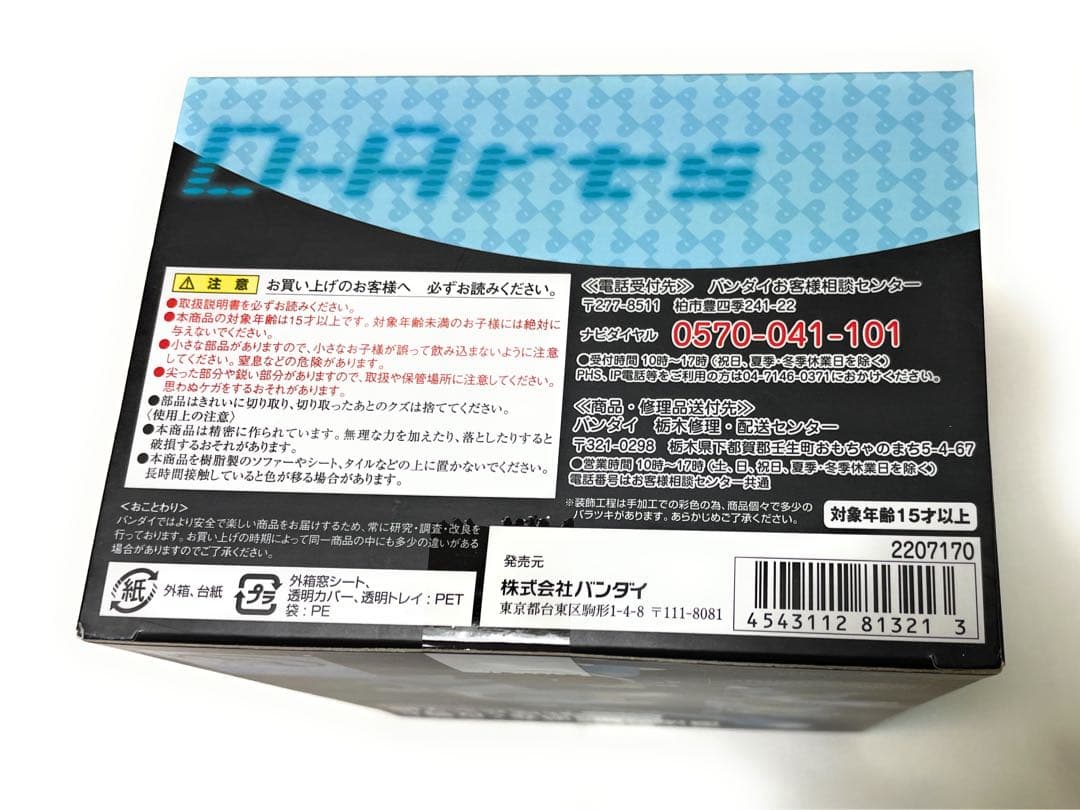 D-Arts
⚠ 注意 お買い上げのお客様へ 必ずお読みください。
●取扱説明書を必ずお読みください。
●本商品の対象年齢は15才以上です。対象年齢未満のお子様には絶対に
与えないでください。
●小さな部品がありますので、小さなお子様が誤って飲み込まないように注意
してください。窒息などの危険があります。
●尖った部分や鋭い部分がありますので、取扱や保管場所に注意してください。
思わぬケガをするおそれがあります。
●部品はきれいに切り取り、切り取ったあとのクズは捨ててください。
〈使用上の注意〉
●本商品は精密に作られています。無理な力を加えたり、落としたりすると
破損するおそれがあります。
●本商品を樹脂製のソファーやシート、タイルなどの上に置かないでください。
長時間接触していると色が移る場合があります。
<おことわり>
バンダイではより安全で楽しい商品をお届けするため、常に研究・調査・改良を
行っております。お買い上げの時期によって同一商品の中にも多少の違いがある
場合がありますのでご了承ください。
紙 外箱、台紙
プラ 外箱窓シート、
透明カバー、透明トレイ:PET
袋:PE
≪電話受付先≫ バンダイお客様相談センター
〒277-8511 柏市豊四季241-22
ナビダイヤル 0570-041-101
●受付時間 10時〜17時(祝日、夏季・冬季休業日を除く)
PHS、IP電話等をご利用の方は04-7146-0371におかけください。
≪商品・修理品送付先≫
バンダイ 栃木修理・配送センター
〒321-0298 栃木県下都賀郡壬生町おもちゃのまち5-4-67
●営業時間 10時〜17時(土、日、祝日、夏季・冬季休業日を除く)
電話番号はお客様相談センター共通
※装飾工程は手加工での彩色の為、商品個々で多少の
バラツキがあります。あらかじめご了承ください。
対象年齢15才以上
発売元
株式会社バンダイ
東京都台東区駒形1-4-8 〒111-8081
2207170
4543112 81321 3